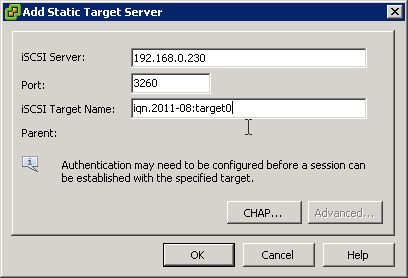 Add Static Target Server
iSCSI Server: 192.168.0.230
Port: 3260
iSCSI Target Name: iqn.2011-08:target0
Parent:
Authentication may need to be configured before a session can
be established with the specified target.
CHAP... Advanced...
OK Cancel Help